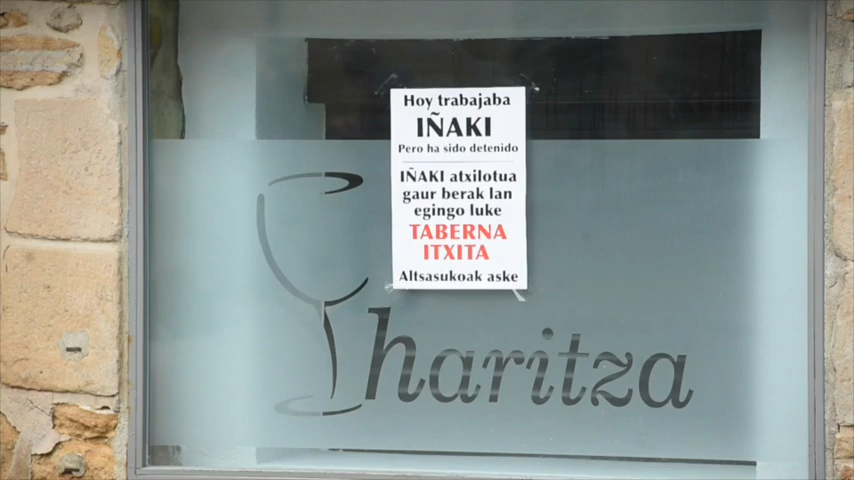 Hoy trabajaba
IÑAKI
Pero ha sido detenido
IÑAKI atxilotua
gaur berak lan
egingo luke
TABERNA
ITXITA
Altsasukoak aske
haritza